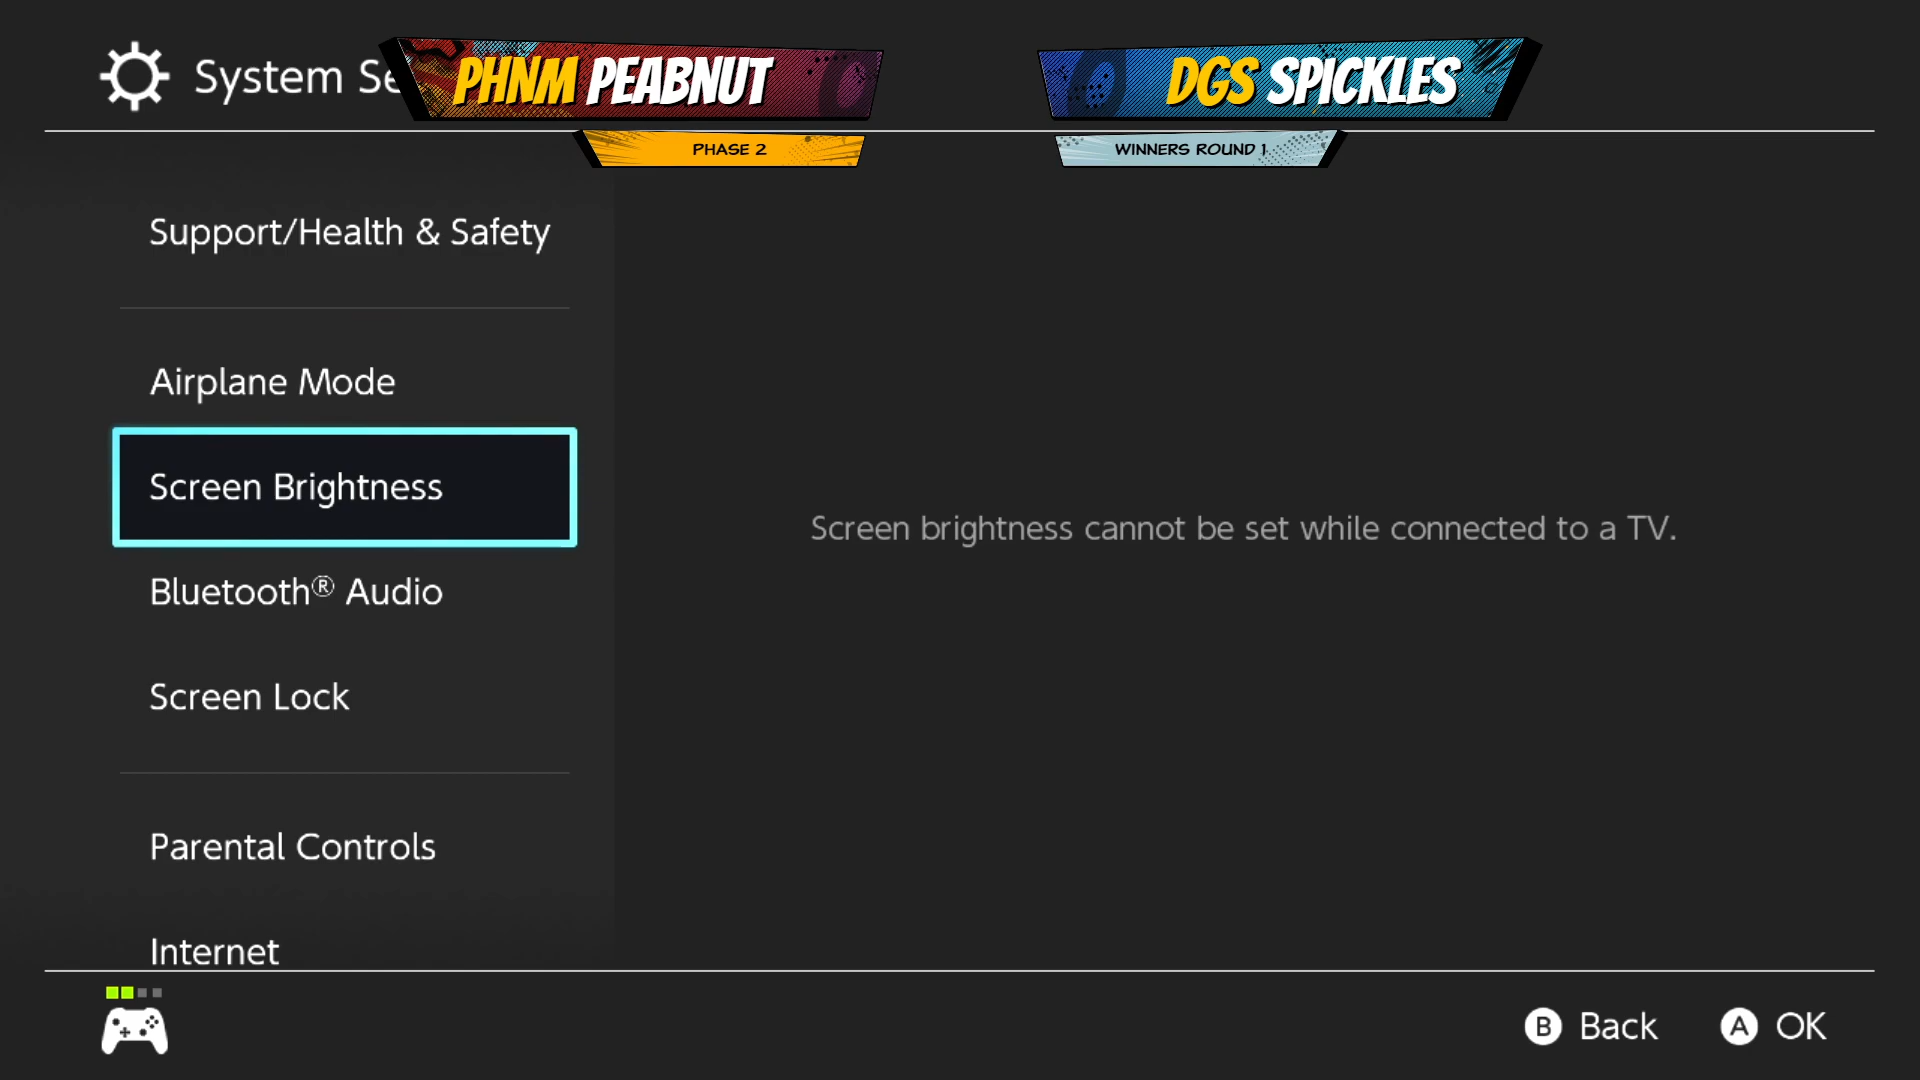 System Se
PHNM PEABNUT
DGS SPICKLES
PHASE 2
WINNERS ROUND 1
Support/Health & Safety
Airplane Mode
Screen Brightness
Bluetooth® Audio
Screen Lock
Parental Controls
Internet
Screen brightness cannot be set while connected to a TV.
B Back
A OK